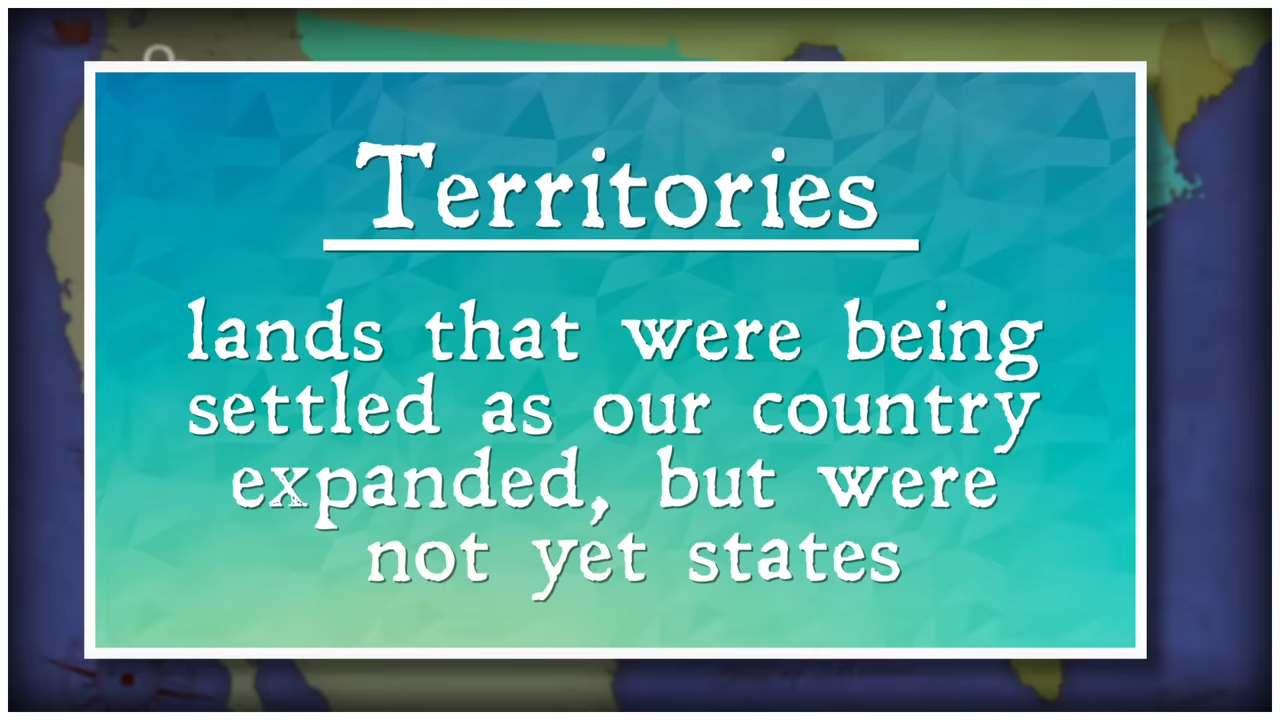 Territories
lands that were being
settled as our country
expanded, but were
not yet states